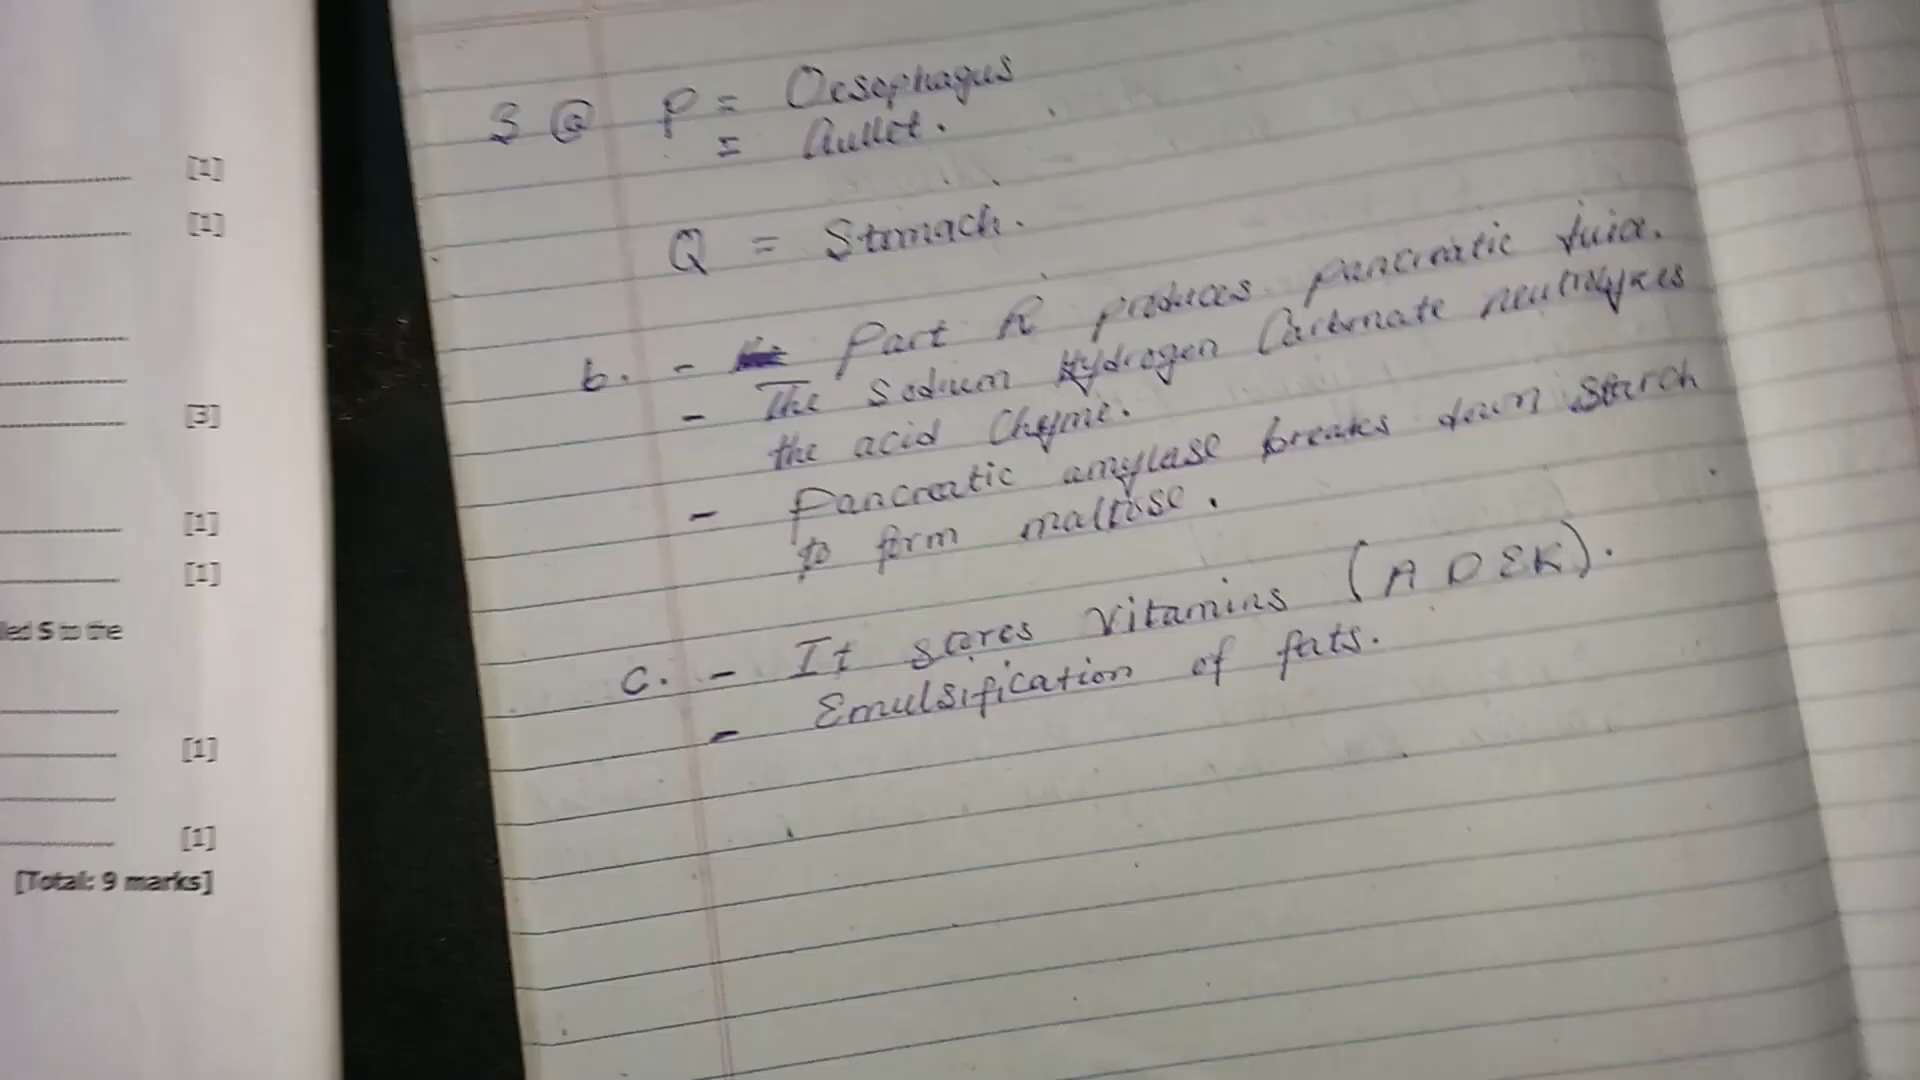 [1]
[1]
[3]
[1]
[1]
led S to the
[1]
[1]
[Total: 9 marks]
5 (a) P = Oesophagus
= Gullet.
Q = Stomach.
b. - Part R produces pancreatic juice.
- The Sodium Hydrogen Carbonate neutralyzes
the acid Chyme.
- Pancreatic amylase breaks down starch
to form maltose.
c. - It stores Vitamins (A D E K).
- Emulsification of fats.